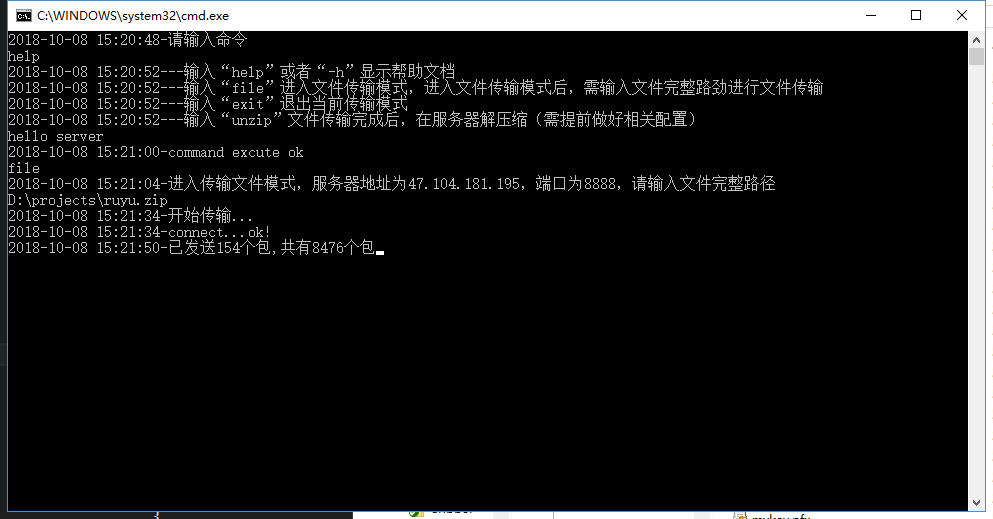 C:\WINDOWS\system32\cmd.exe
2018-10-08 15:20:48-请输入命令
help
2018-10-08 15:20:52---输入“help”或者“-h”显示帮助文档
2018-10-08 15:20:52---输入“file”进入文件传输模式，进入文件传输模式后，需输入文件完整路劲进行文件传输
2018-10-08 15:20:52---输入“exit”退出当前传输模式
2018-10-08 15:20:52---输入“unzip”文件传输完成后，在服务器解压缩（需提前做好相关配置）
hello server
2018-10-08 15:21:00-command excute ok
file
2018-10-08 15:21:04-进入传输文件模式，服务器地址为47.104.181.195，端口为8888，请输入文件完整路径
D:\projects\ruyu.zip
2018-10-08 15:21:34-开始传输...
2018-10-08 15:21:34-connect...ok!
2018-10-08 15:21:50-已发送154个包,共有8476个包